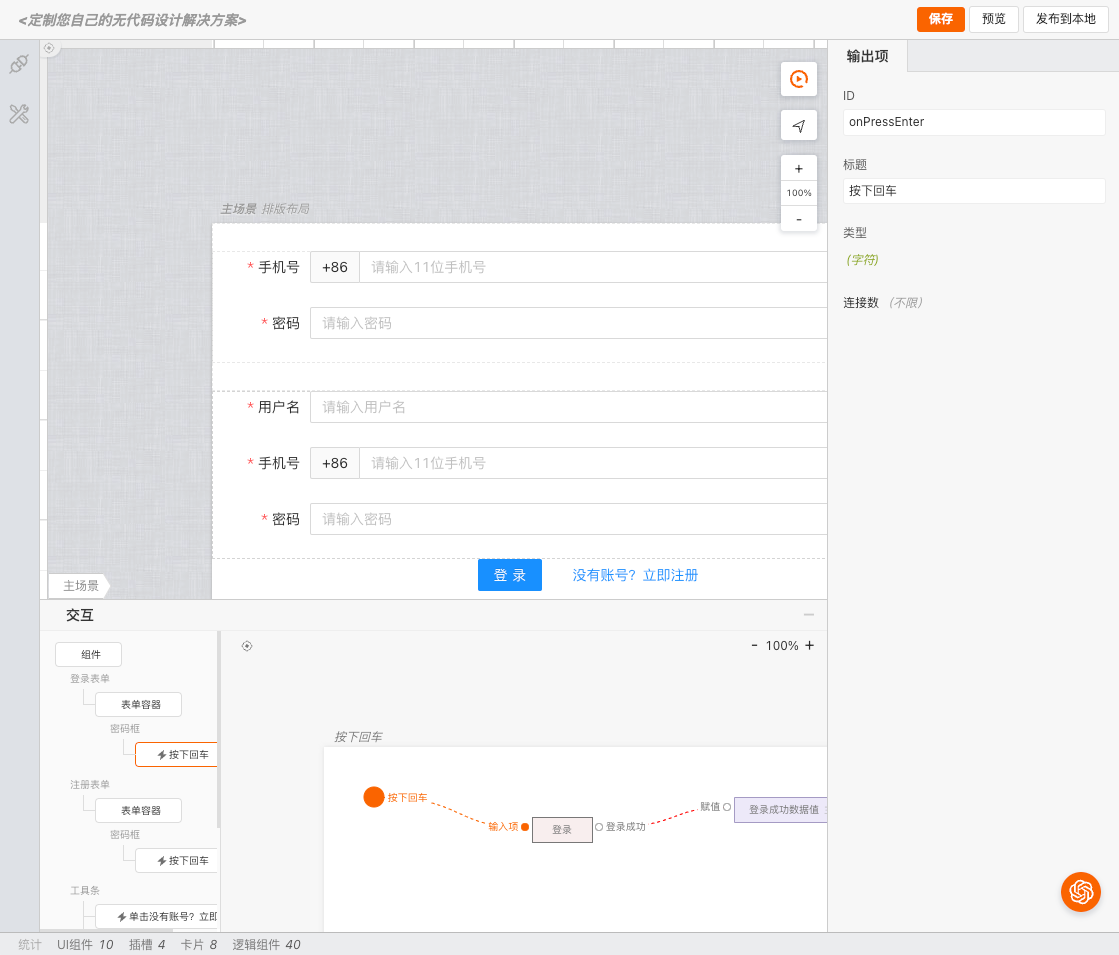 <定制您自己的无代码设计解决方案>
保存
预览
发布到本地
输出项
ID
onPressEnter
标题
按下回车
类型
(字符)
连接数 （不限）
+
100%
-
主场景 排版布局
* 手机号 +86 请输入11位手机号
* 密码 请输入密码
* 用户名 请输入用户名
* 手机号 +86 请输入11位手机号
* 密码 请输入密码
登 录 没有账号？立即注册
主场景
交互
组件
登录表单
表单容器
密码框
按下回车
注册表单
表单容器
密码框
按下回车
工具条
单击没有账号？立即
- 100% +
按下回车
按下回车
输入项 登录 登录成功
赋值 登录成功数据值
统计 UI组件 10 插槽 4 卡片 8 逻辑组件 40